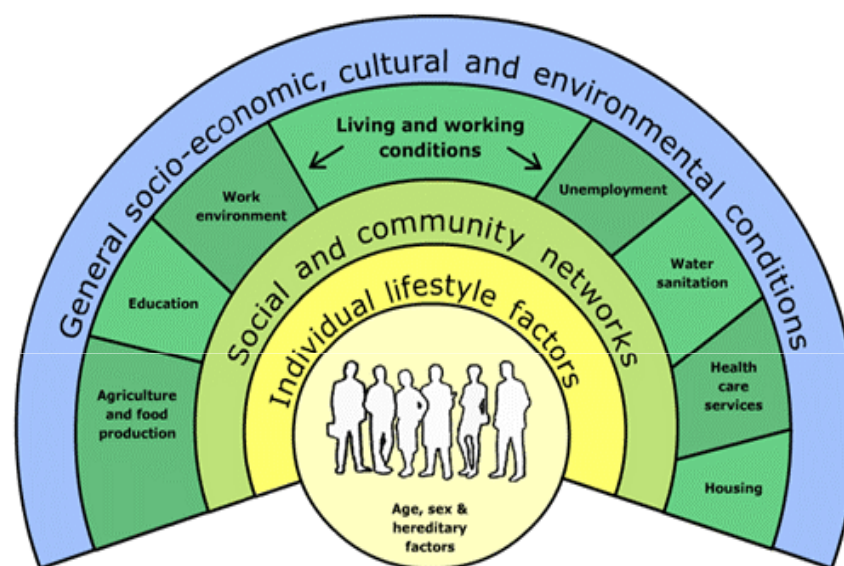 General socio-economic, cultural and environmental conditions
Living and working
conditions
Work
environment
Unemployment
Education
Water
sanitation
Agriculture
and food
production
Health
care
services
Housing
Social and community networks
Individual lifestyle factors
Age, sex &
hereditary
factors